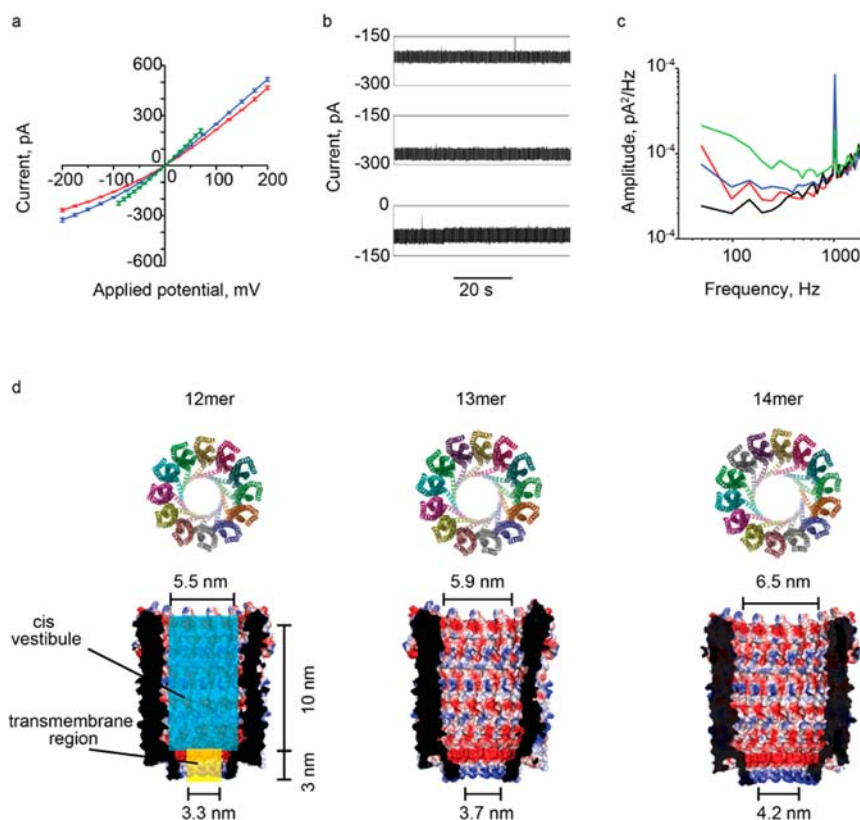 a
600
300
0
-300
-600
-200
-100
0
100
200
Current, pA
Applied potential, mV
b
-150
-300
-150
-300
0
-150
Current, pA
20 s
c
10-4
10-4
10-4
Amplitude, pA2/Hz
100
1000
Frequency, Hz
d
12mer
13mer
14mer
5.5 nm
5.9 nm
6.5 nm
cis
vestibule
transmembrane
region
10 nm
3 nm
3.3 nm
3.7 nm
4.2 nm